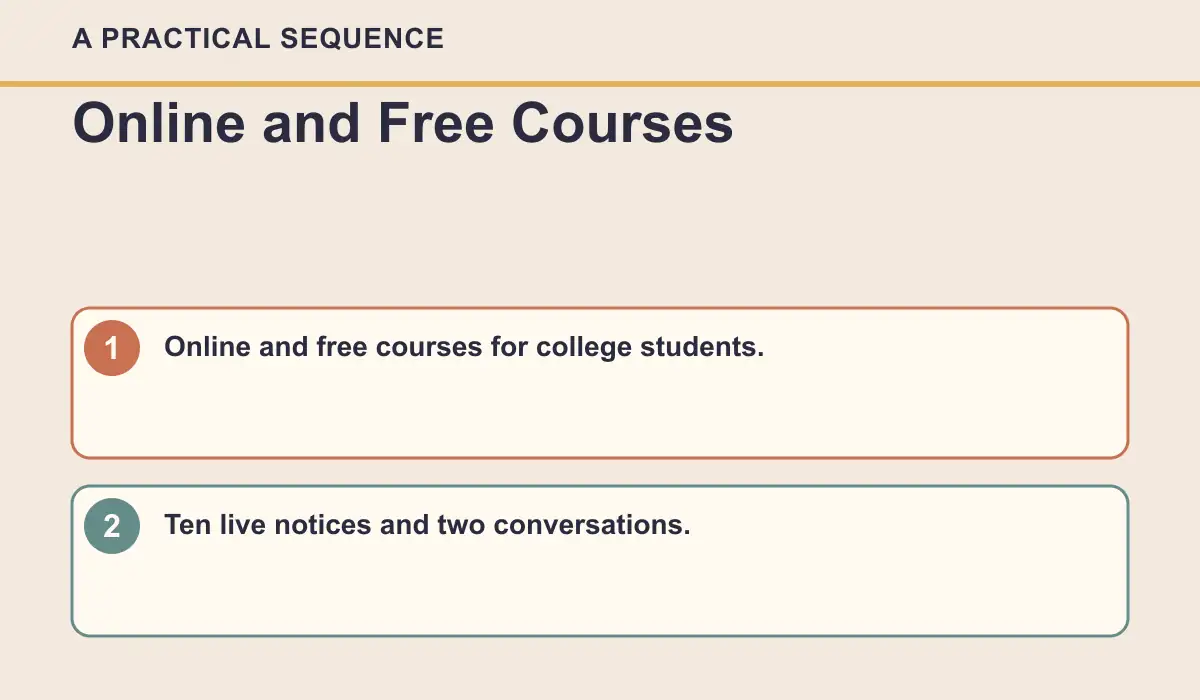 A PRACTICAL SEQUENCE
Online and Free Courses
1 Online and free courses for college students.
2 Ten live notices and two conversations.